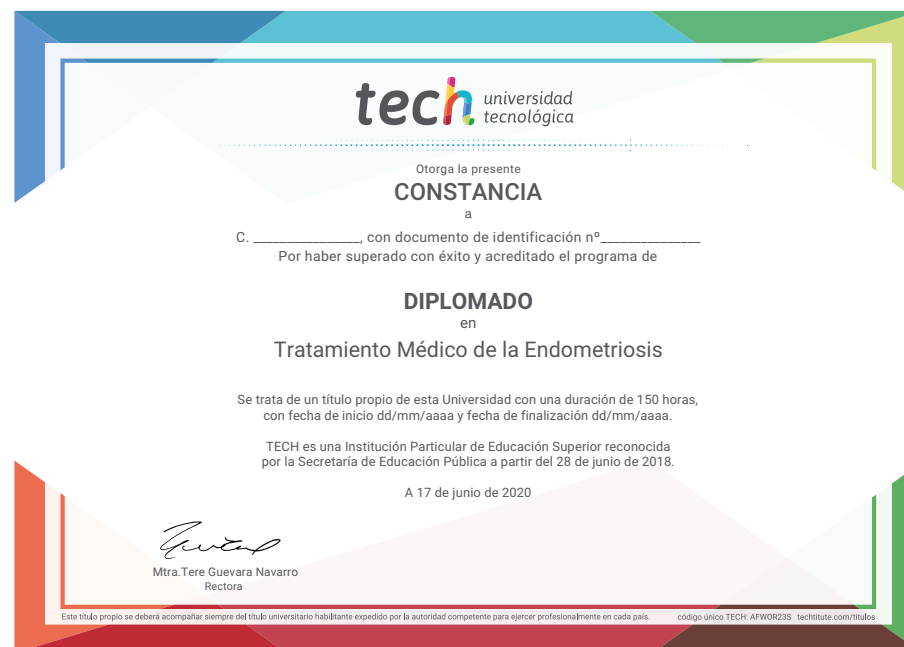 tech universidad
tecnológica
Otorga la presente
CONSTANCIA
a
C. ________________, con documento de identificación nº_______________
Por haber superado con éxito y acreditado el programa de
DIPLOMADO
en
Tratamiento Médico de la Endometriosis
Se trata de un título propio de esta Universidad con una duración de 150 horas,
con fecha de inicio dd/mm/aaaa y fecha de finalización dd/mm/aaaa.
TECH es una Institución Particular de Educación Superior reconocida
por la Secretaría de Educación Pública a partir del 28 de junio de 2018.
A 17 de junio de 2020
Mtra.Tere Guevara Navarro
Rectora
Este título propio se deberá acompañar siempre del título universitario habilitante expedido por la autoridad competente para ejercer profesionalmente en cada país. código único TECH: AFWOR23S techtitute.com/titulos